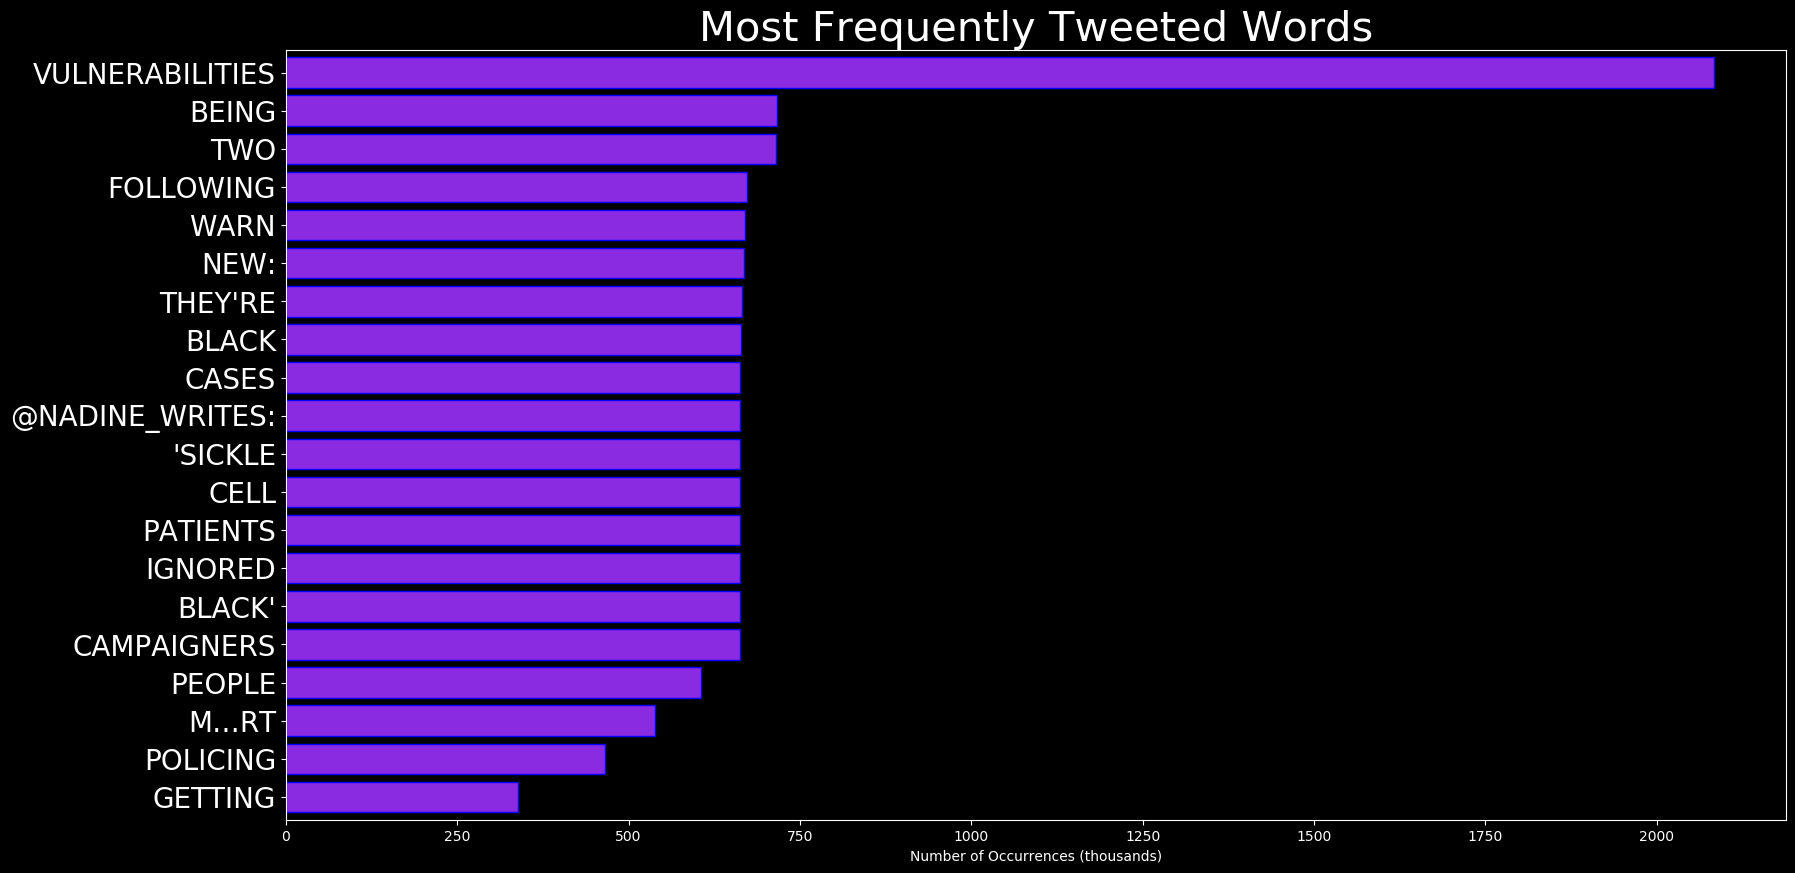 Most Frequently Tweeted Words
VULNERABILITIES
BEING
TWO
FOLLOWING
WARN
NEW:
THEY'RE
BLACK
CASES
@NADINE_WRITES:
'SICKLE
CELL
PATIENTS
IGNORED
BLACK'
CAMPAIGNERS
PEOPLE
M…RT
POLICING
GETTING
0 250 500 750 1000 1250 1500 1750 2000
Number of Occurrences (thousands)